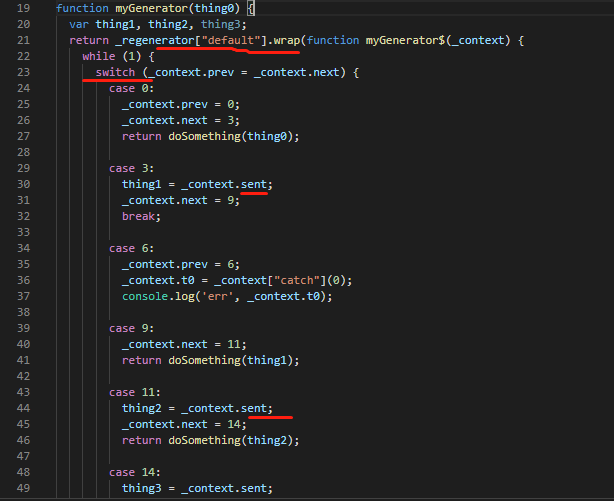 19 function myGenerator(thing0) {
20 var thing1, thing2, thing3;
21 return _regenerator["default"].wrap(function myGenerator$(_context) {
22 while (1) {
23 switch (_context.prev = _context.next) {
24 case 0:
25 _context.prev = 0;
26 _context.next = 3;
27 return doSomething(thing0);
28
29 case 3:
30 thing1 = _context.sent;
31 _context.next = 9;
32 break;
33
34 case 6:
35 _context.prev = 6;
36 _context.t0 = _context["catch"](0);
37 console.log('err', _context.t0);
38
39 case 9:
40 _context.next = 11;
41 return doSomething(thing1);
42
43 case 11:
44 thing2 = _context.sent;
45 _context.next = 14;
46 return doSomething(thing2);
47
48 case 14:
49 thing3 = _context.sent;